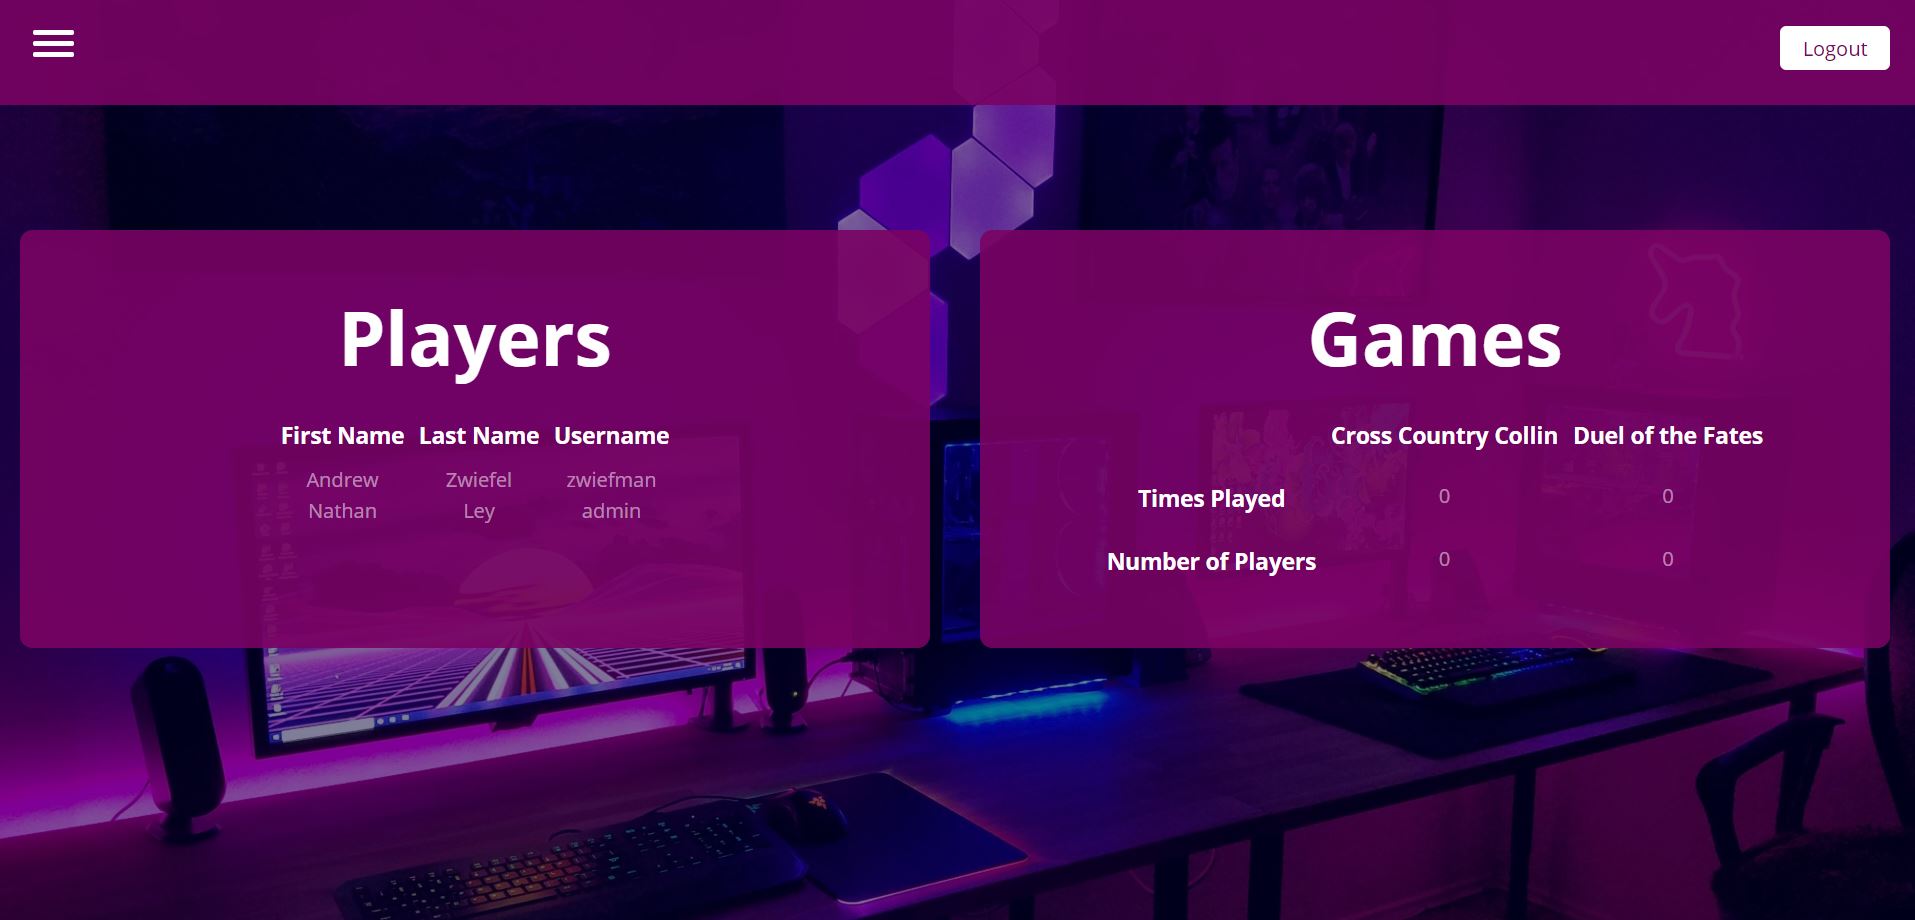 Logout
Players
First Name Last Name Username
Andrew Zwiefel zwiefman
Nathan Ley admin
Games
Cross Country Collin Duel of the Fates
Times Played 0 0
Number of Players 0 0